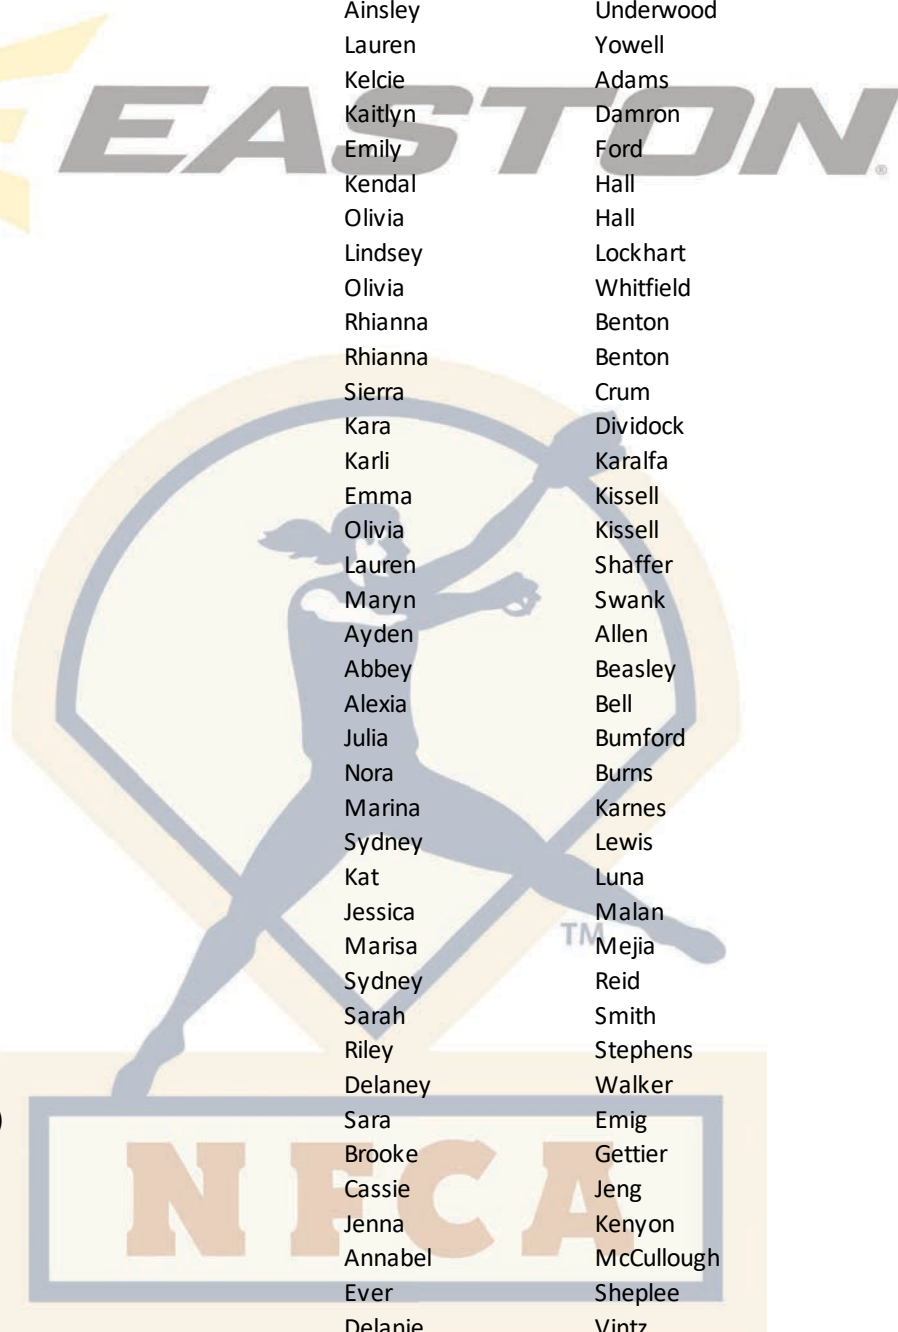 Ainsley Underwood
Lauren Yowell
Kelcie Adams
EASTON®
Kaitlyn Damron
Emily Ford
Kendal Hall
Olivia Hall
Lindsey Lockhart
Olivia Whitfield
Rhianna Benton
Rhianna Benton
Sierra Crum
Kara Dividock
Karli Karalfa
Emma Kissell
Olivia Kissell
Lauren Shaffer
Maryn Swank
Ayden Allen
Abbey Beasley
Alexia Bell
Julia Bumford
Nora Burns
Marina Karnes
Sydney Lewis
Kat Luna
Jessica Malan
TM
Marisa Mejia
Sydney Reid
Sarah Smith
Riley Stephens
Delaney Walker
) Sara Emig
Brooke Gettier
Cassie Jeng
NFCA
Jenna Kenyon
Annabel McCullough
Ever Sheplee
Delanie Vintz